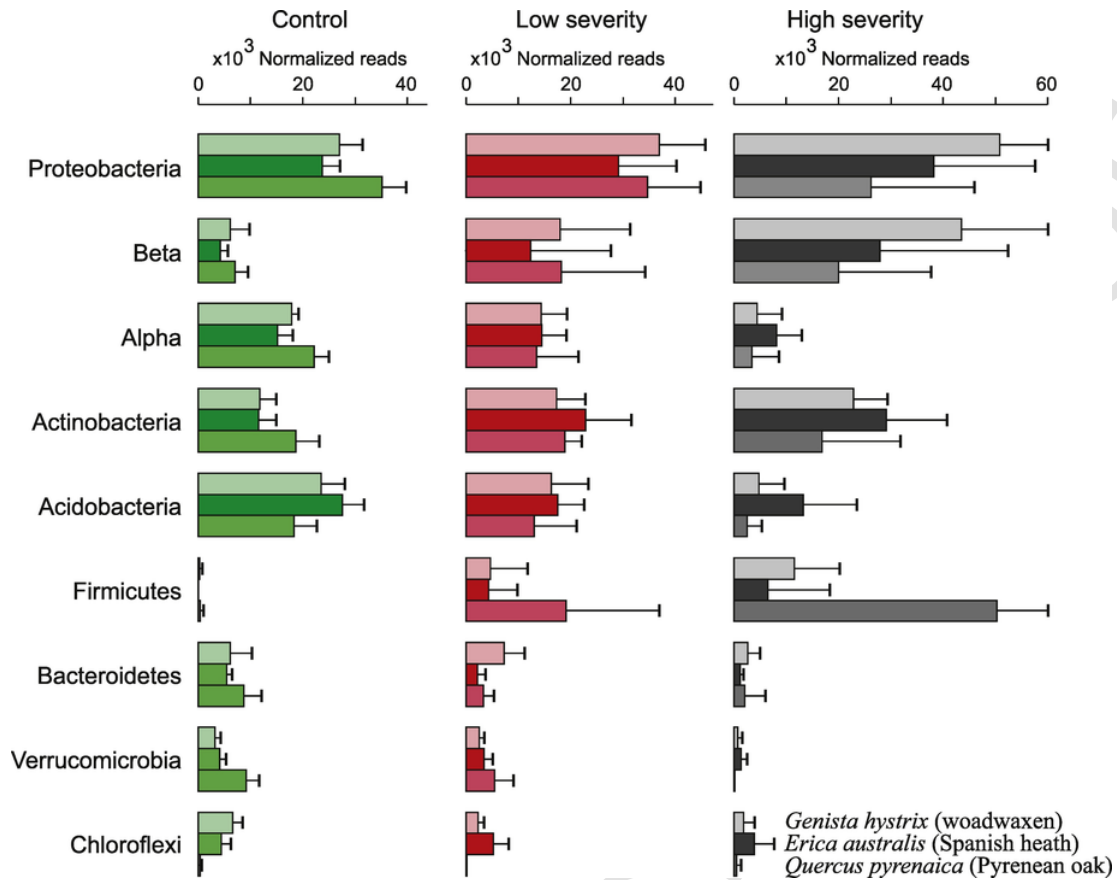 Control Low severity High severity
x10³ Normalized reads x10³ Normalized reads x10³ Normalized reads
0 20 40 0 20 40 0 20 40 60
Proteobacteria
Beta
Alpha
Actinobacteria
Acidobacteria
Firmicutes
Bacteroidetes
Verrucomicrobia
Chloroflexi
Genista hystrix (woadwaxen)
Erica australis (Spanish heath)
Quercus pyrenaica (Pyrenean oak)